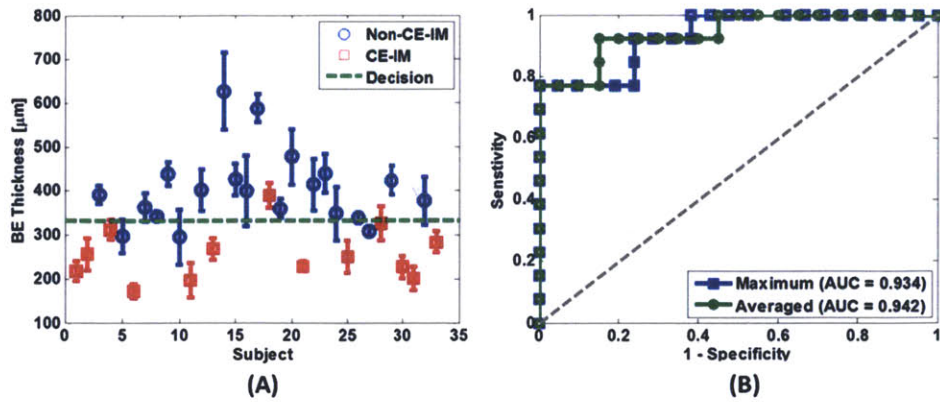 800
700
600
500
400
300
200
100
BE Thickness [μm]
Non-CE-IM
CE-IM
Decision
0 5 10 15 20 25 30 35
Subject
(A)
1
0.8
0.6
0.4
0.2
0
Senstivity
Maximum (AUC = 0.934)
Averaged (AUC = 0.942)
0 0.2 0.4 0.6 0.8 1
1 - Specificity
(B)